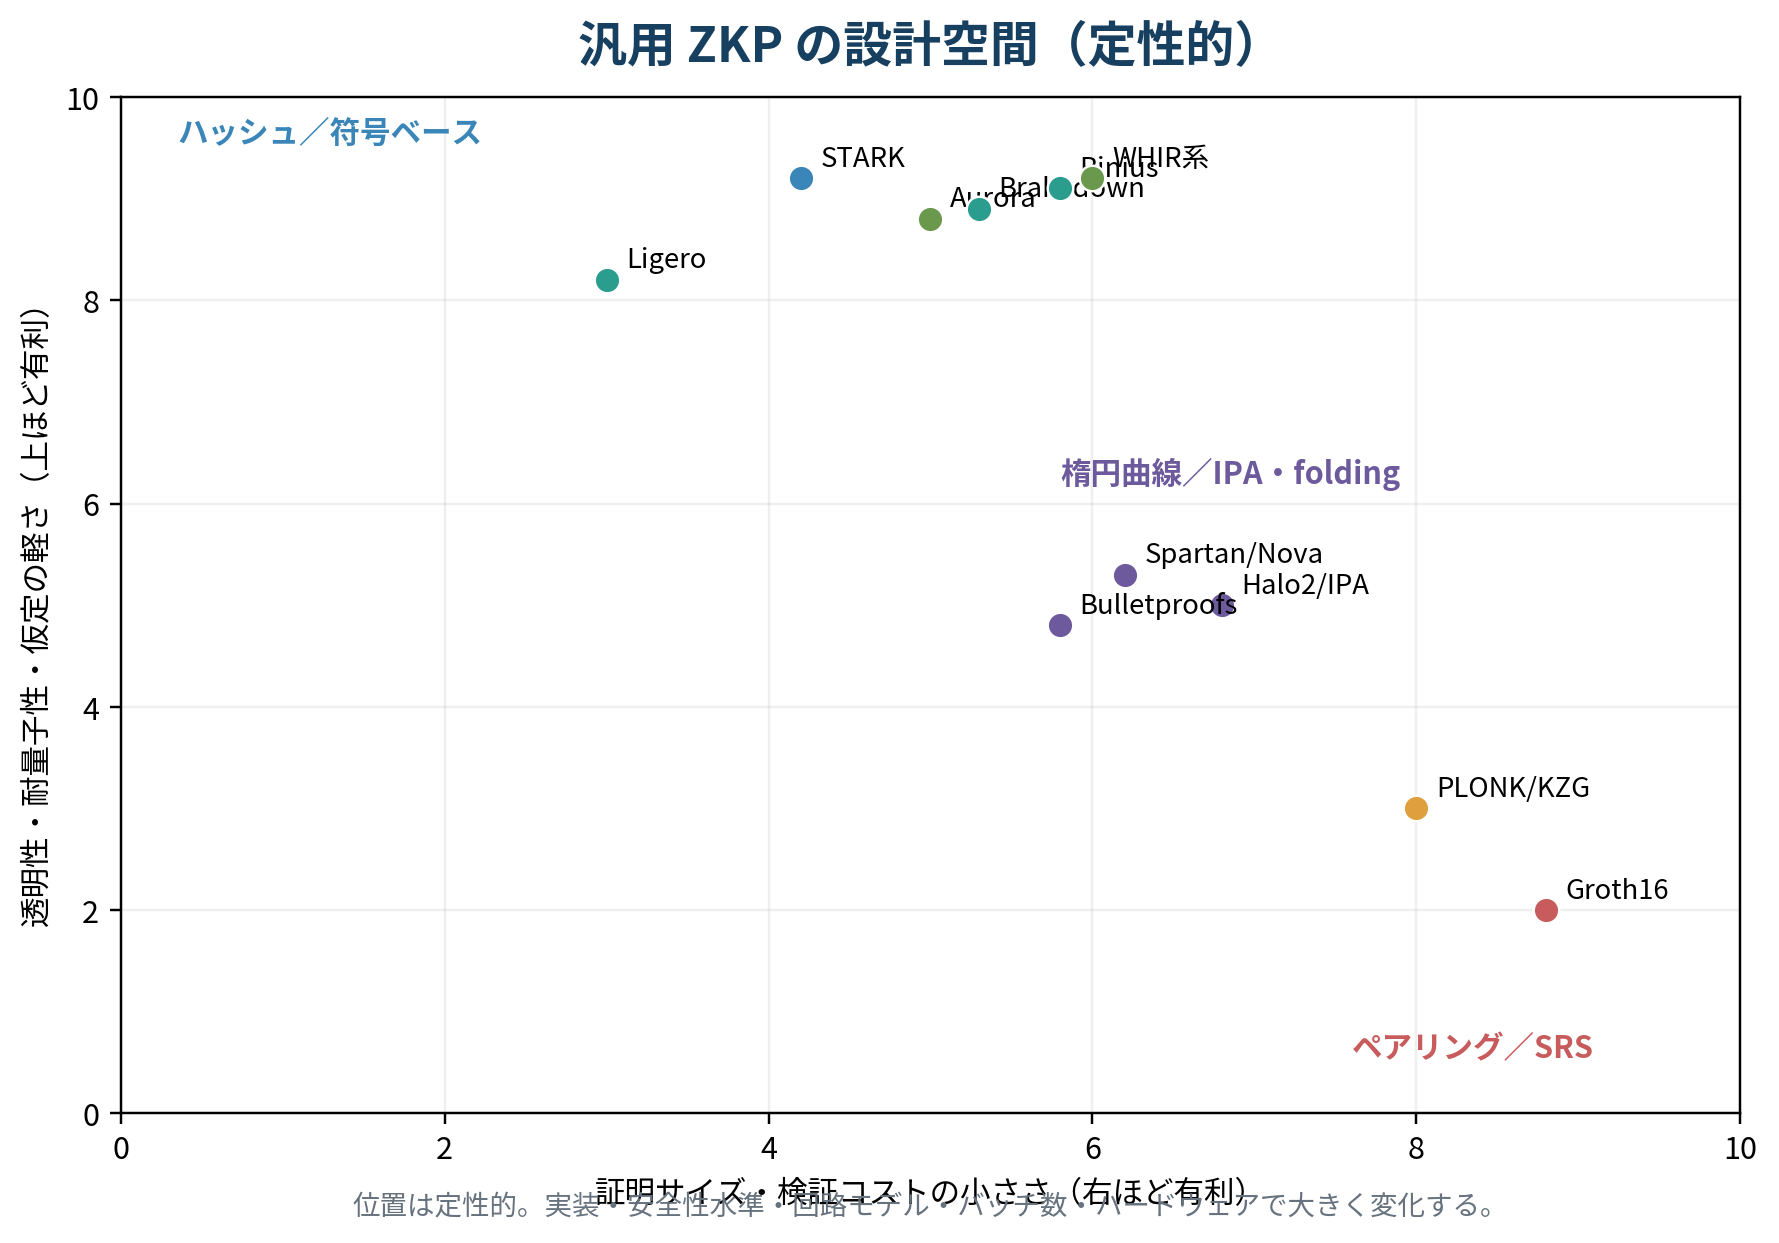 汎用 ZKP の設計空間（定性的）
10
ハッシュ／符号ベース
STARK
WHIR系
Binius
Brakedown
Aurora
Ligero
8
楕円曲線／IPA・folding
6
Spartan/Nova
Halo2/IPA
Bulletproofs
4
PLONK/KZG
Groth16
2
ペアリング／SRS
0
0 2 4 6 8 10
透明性・耐量子性・仮定の軽さ（上ほど有利）
証明サイズ・検証コストの小ささ（右ほど有利）
位置は定性的。実装・安全性水準・回路モデル・バッチ数・ハードウェアで大きく変化する。